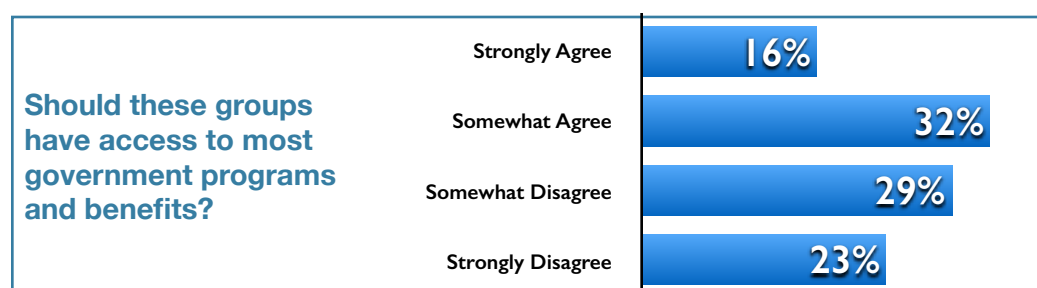 Should these groups
have access to most
government programs
and benefits?
Strongly Agree 16%
Somewhat Agree 32%
Somewhat Disagree 29%
Strongly Disagree 23%